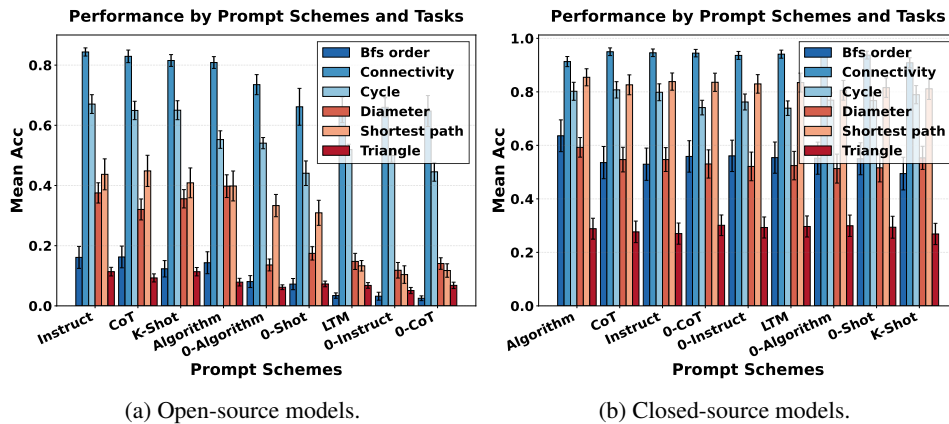 Performance by Prompt Schemes and Tasks
Mean Acc
0.8
0.6
0.4
0.2
0.0
Bfs order
Connectivity
Cycle
Diameter
Shortest path
Triangle
Instruct
CoT
K-Shot
Algorithm
0-Algorithm
0-Shot
LTM
0-Instruct
0-CoT
Prompt Schemes
(a) Open-source models.
Performance by Prompt Schemes and Tasks
Mean Acc
1.0
0.8
0.6
0.4
0.2
0.0
Bfs order
Connectivity
Cycle
Diameter
Shortest path
Triangle
Algorithm
CoT
Instruct
0-CoT
0-Instruct
LTM
0-Algorithm
0-Shot
K-Shot
Prompt Schemes
(b) Closed-source models.